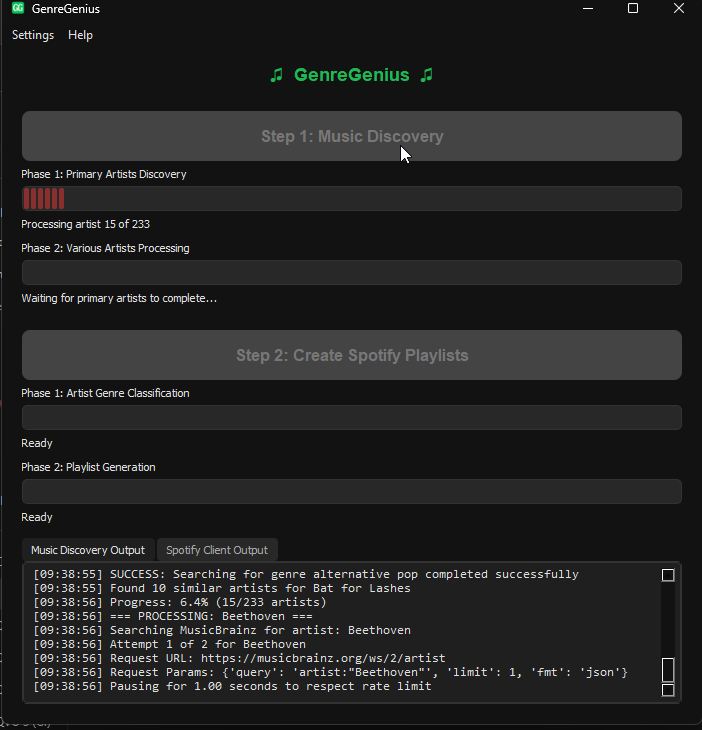 GG GenreGenius
Settings Help
♫ GenreGenius ♫
Step 1: Music Discovery
Phase 1: Primary Artists Discovery
Processing artist 15 of 233
Phase 2: Various Artists Processing
Waiting for primary artists to complete...
Step 2: Create Spotify Playlists
Phase 1: Artist Genre Classification
Ready
Phase 2: Playlist Generation
Ready
Music Discovery Output Spotify Client Output
[09:38:55] SUCCESS: Searching for genre alternative pop completed successfully
[09:38:55] Found 10 similar artists for Bat for Lashes
[09:38:56] Progress: 6.4% (15/233 artists)
[09:38:56] === PROCESSING: Beethoven ===
[09:38:56] Searching MusicBrainz for artist: Beethoven
[09:38:56] Attempt 1 of 2 for Beethoven
[09:38:56] Request URL: https://musicbrainz.org/ws/2/artist
[09:38:56] Request Params: {'query': 'artist:"Beethoven"', 'limit': 1, 'fmt': 'json'}
[09:38:56] Pausing for 1.00 seconds to respect rate limit